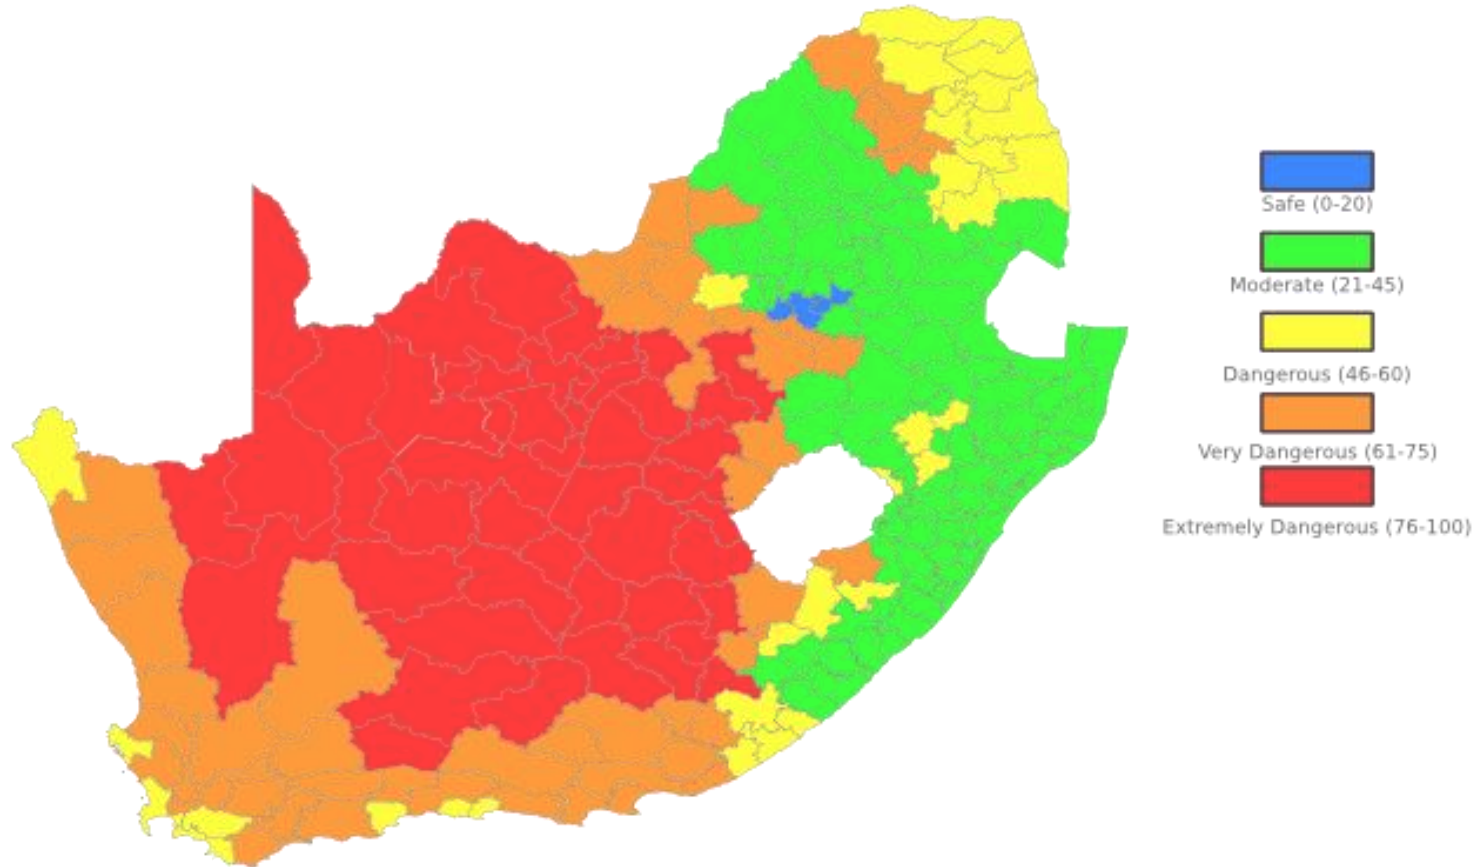 Safe (0-20)
Moderate (21-45)
Dangerous (46-60)
Very Dangerous (61-75)
Extremely Dangerous (76-100)